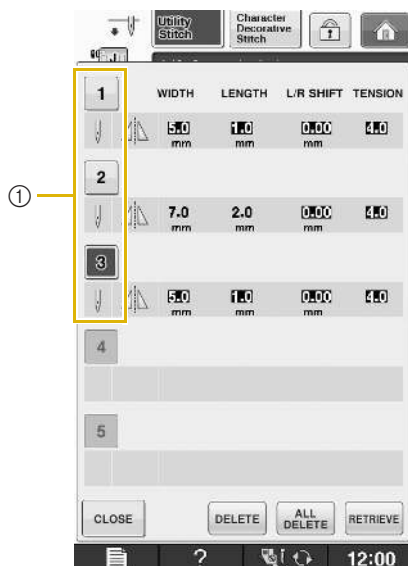 Utility Stitch
Character Decorative Stitch
1 WIDTH LENGTH L/R SHIFT TENSION
5.0 mm 1.0 mm 0.00 mm 4.0
2
7.0 mm 2.0 mm 0.00 mm 4.0
①
3
5.0 mm 1.0 mm 0.00 mm 4.0
4
5
CLOSE DELETE ALL DELETE RETRIEVE
? 12:00